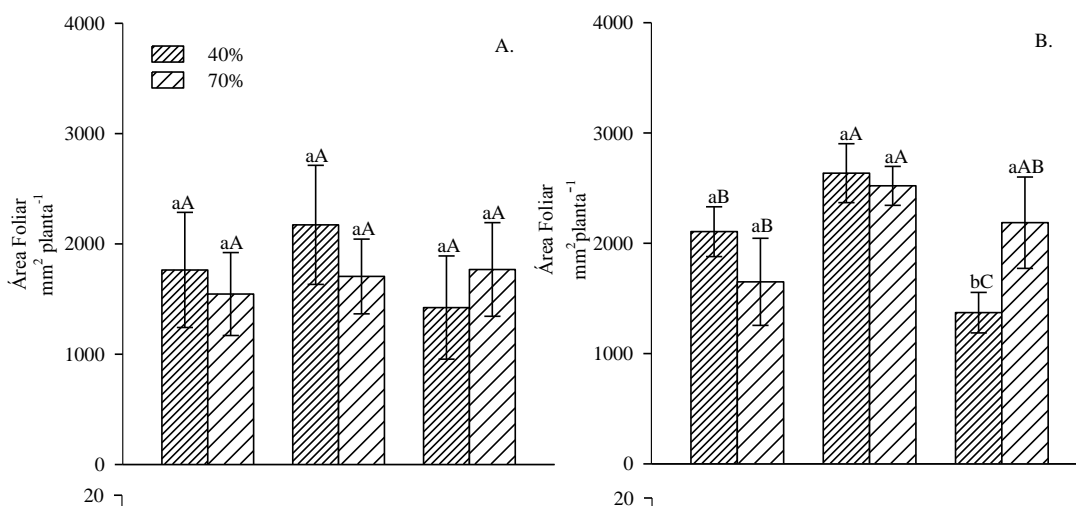 4000
3000
2000
1000
0
20
Área Foliar
mm² planta⁻¹
40%
70%
A.
aA
aA
aA
aA
aA
aA
4000
3000
2000
1000
0
20
Área Foliar
mm² planta⁻¹
B.
aB
aB
aA
aA
bC
aAB